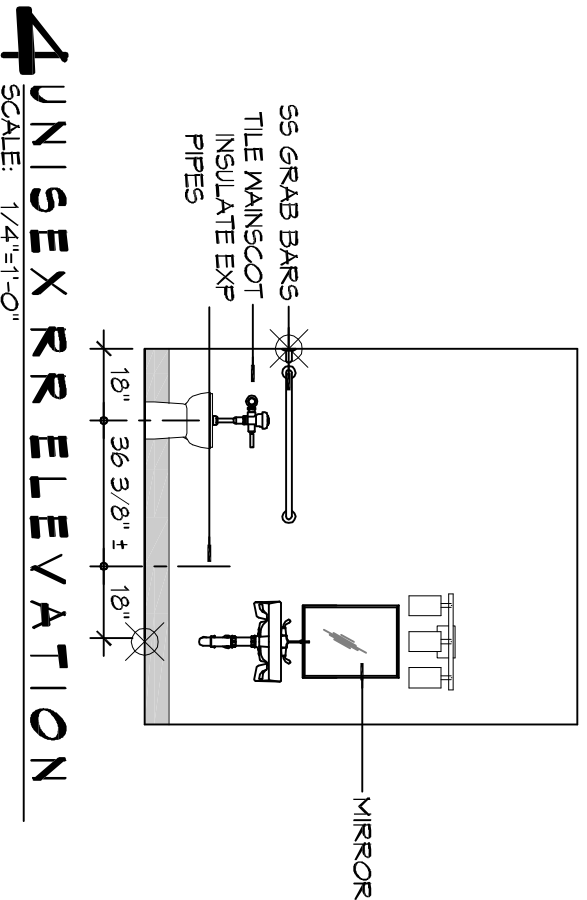 SS GRAB BARS
TILE WAINSCOT
INSULATE EXP
PIPES
MIRROR
18"
36 3/8" ±
18"
4 UNISEX RR ELEVATION
SCALE: 1/4"=1'-0"